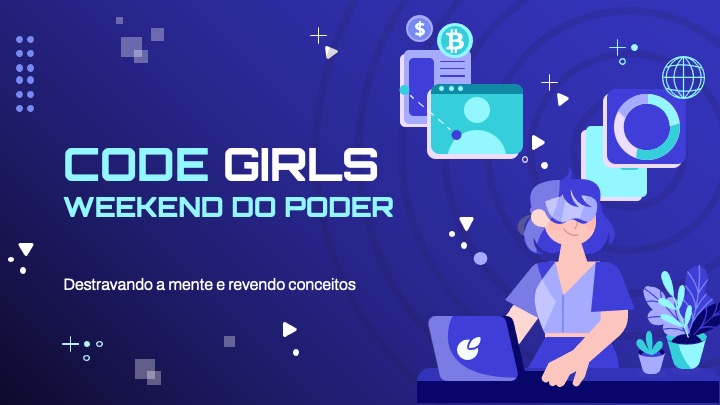 CODE GIRLS
WEEKEND DO PODER
Destravando a mente e revendo conceitos